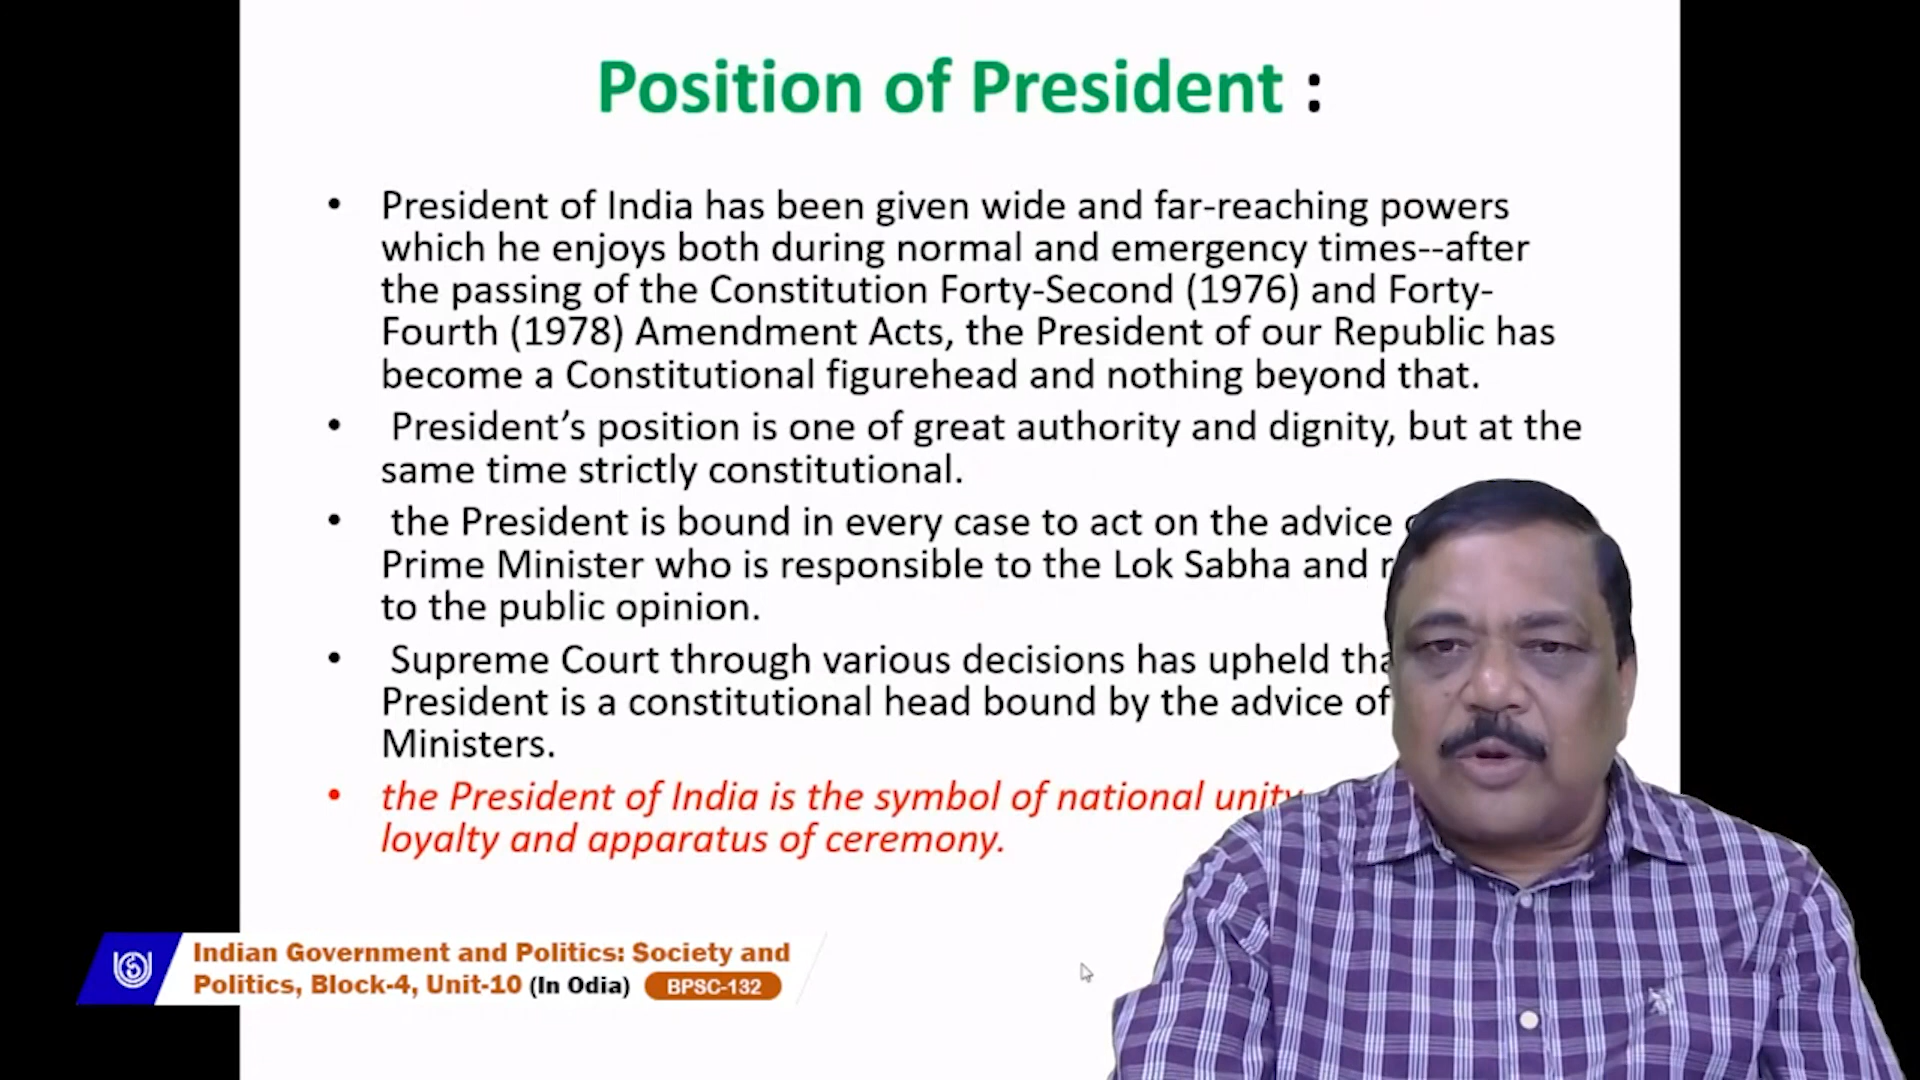 Position of President :
• President of India has been given wide and far-reaching powers
which he enjoys both during normal and emergency times--after
the passing of the Constitution Forty-Second (1976) and Forty-
Fourth (1978) Amendment Acts, the President of our Republic has
become a Constitutional figurehead and nothing beyond that.
• President’s position is one of great authority and dignity, but at the
same time strictly constitutional.
• the President is bound in every case to act on the advice
Prime Minister who is responsible to the Lok Sabha and
to the public opinion.
• Supreme Court through various decisions has upheld
President is a constitutional head bound by the advice of
Ministers.
• the President of India is the symbol of national unity
loyalty and apparatus of ceremony.
Indian Government and Politics: Society and
Politics, Block-4, Unit-10 (In Odia) BPSC-132